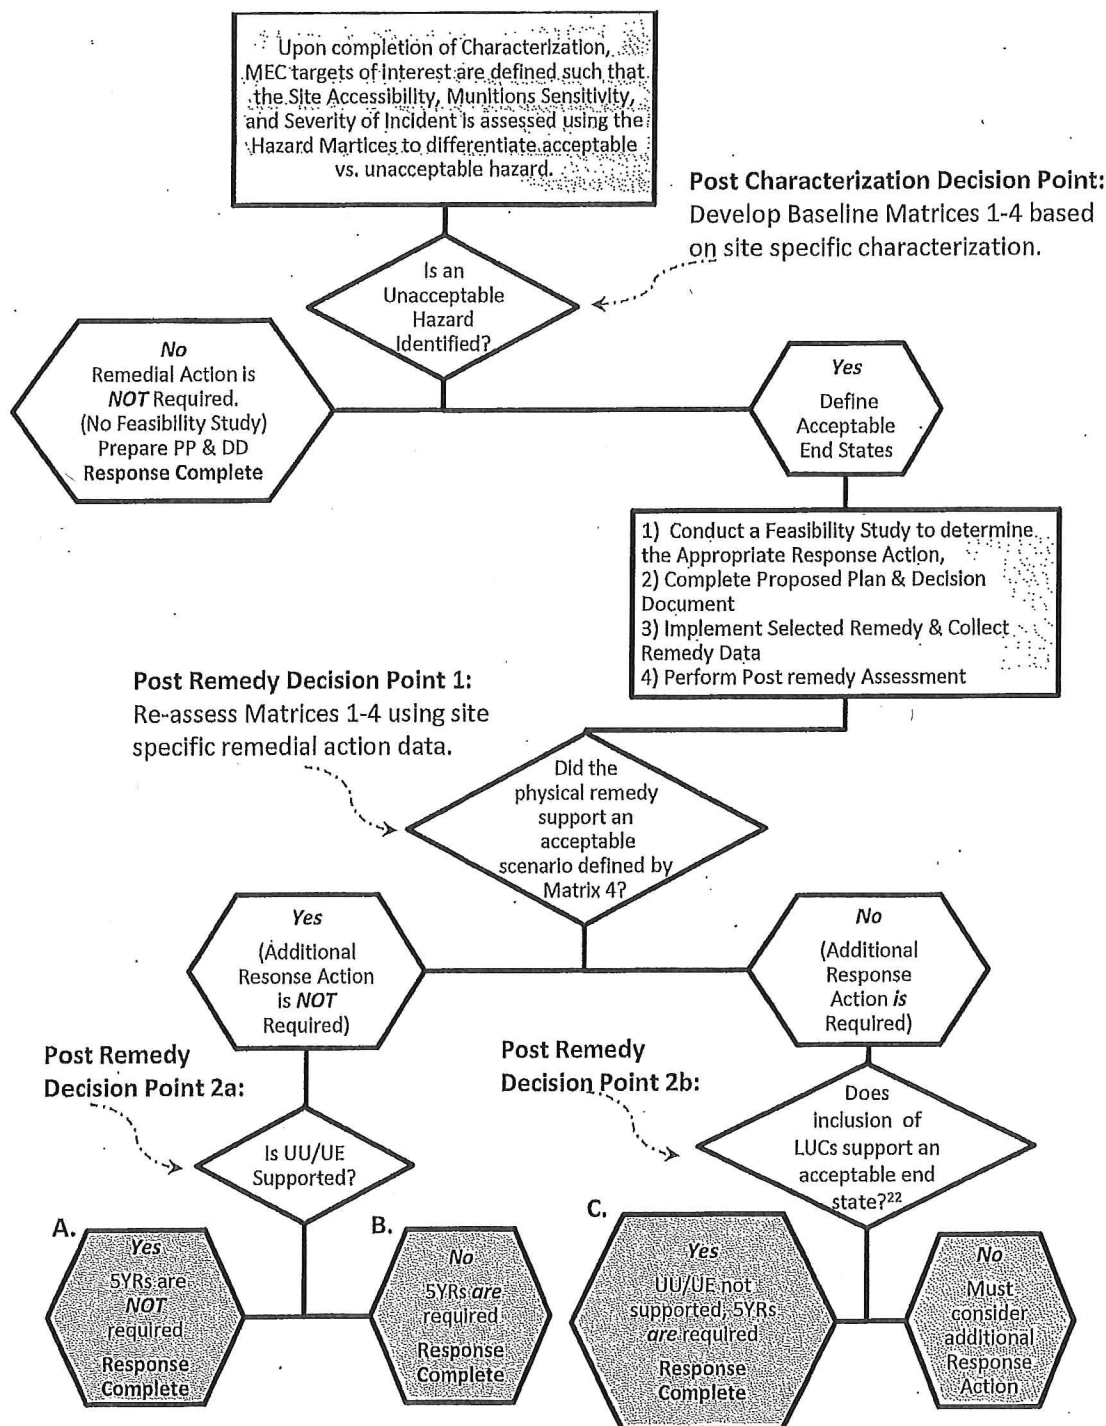 Upon completion of Characterization,
MEC targets of interest are defined such that
the Site Accessibility, Munitions Sensitivity,
and Severity of Incident is assessed using the
Hazard Martices to differentiate acceptable
vs. unacceptable hazard.
Post Characterization Decision Point:
Develop Baseline Matrices 1-4 based
on site specific characterization.
Is an
Unacceptable
Hazard
Identified?
No
Remedial Action is
NOT Required.
(No Feasibility Study)
Prepare PP & DD
Response Complete
Yes
Define
Acceptable
End States
1) Conduct a Feasibility Study to determine
the Appropriate Response Action,
2) Complete Proposed Plan & Decision
Document
3) Implement Selected Remedy & Collect
Remedy Data
4) Perform Post remedy Assessment
Post Remedy Decision Point 1:
Re-assess Matrices 1-4 using site
specific remedial action data.
Did the
physical remedy
support an
acceptable
scenario defined by
Matrix 4?
Yes
(Additional
Resonse Action
is NOT
Required)
No
(Additional
Response
Action is
Required)
Post Remedy
Decision Point 2a:
Post Remedy
Decision Point 2b:
Is UU/UE
Supported?
Does
inclusion of
LUCs support an
acceptable end
state?22
A.
Yes
5YRs are
NOT
required
Response
Complete
B.
No
5YRs are
required
Response
Complete
C.
Yes
UU/UE not
supported, 5YRs
are required
Response
Complete
No
Must
consider
additional
Response
Action